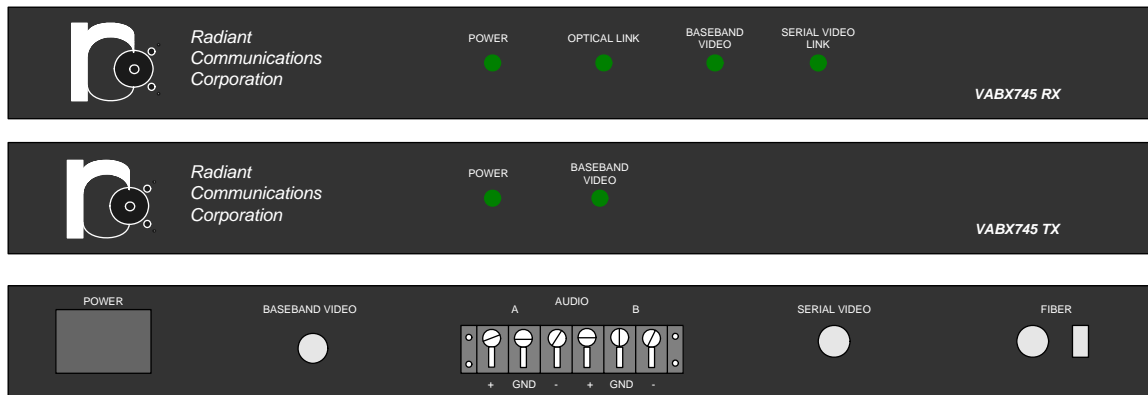 Radiant
Communications
Corporation
POWER
OPTICAL LINK
BASEBAND
VIDEO
SERIAL VIDEO
LINK
VABX745 RX
Radiant
Communications
Corporation
POWER
BASEBAND
VIDEO
VABX745 TX
POWER
BASEBAND VIDEO
AUDIO
A
B
SERIAL VIDEO
FIBER
+ GND - + GND -